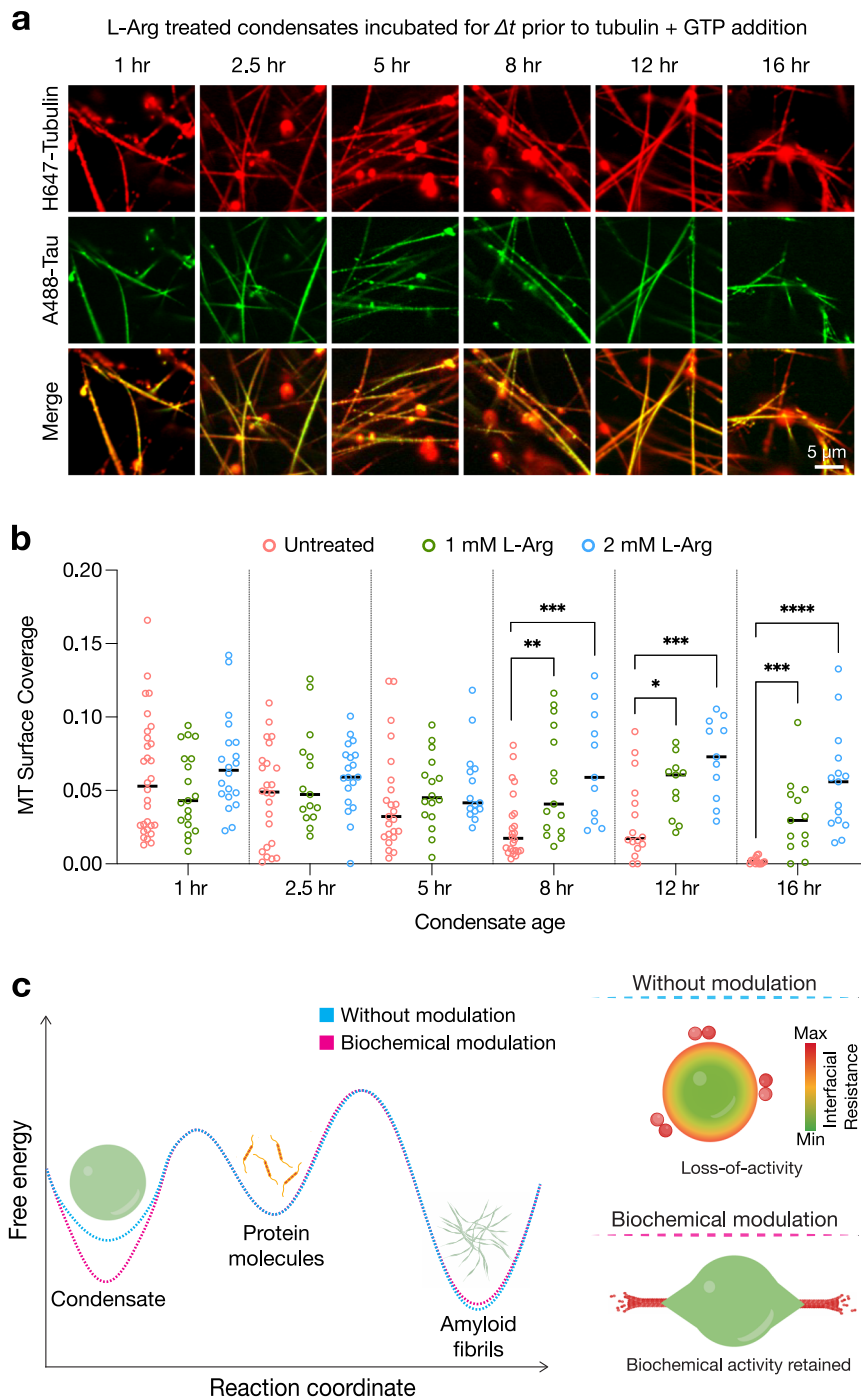 a
L-Arg treated condensates incubated for Δt prior to tubulin + GTP addition
1 hr 2.5 hr 5 hr 8 hr 12 hr 16 hr
H647-Tubulin
A488-Tau
Merge
5 µm
b
Untreated 1 mM L-Arg 2 mM L-Arg
MT Surface Coverage
0.20
0.15
0.10
0.05
0.00
** *** * *** *** ****
1 hr 2.5 hr 5 hr 8 hr 12 hr 16 hr
Condensate age
c
Without modulation
Biochemical modulation
Free energy
Condensate
Protein
molecules
Amyloid
fibrils
Reaction coordinate
Without modulation
Max
Min
Interfacial
Resistance
Loss-of-activity
Biochemical modulation
Biochemical activity retained